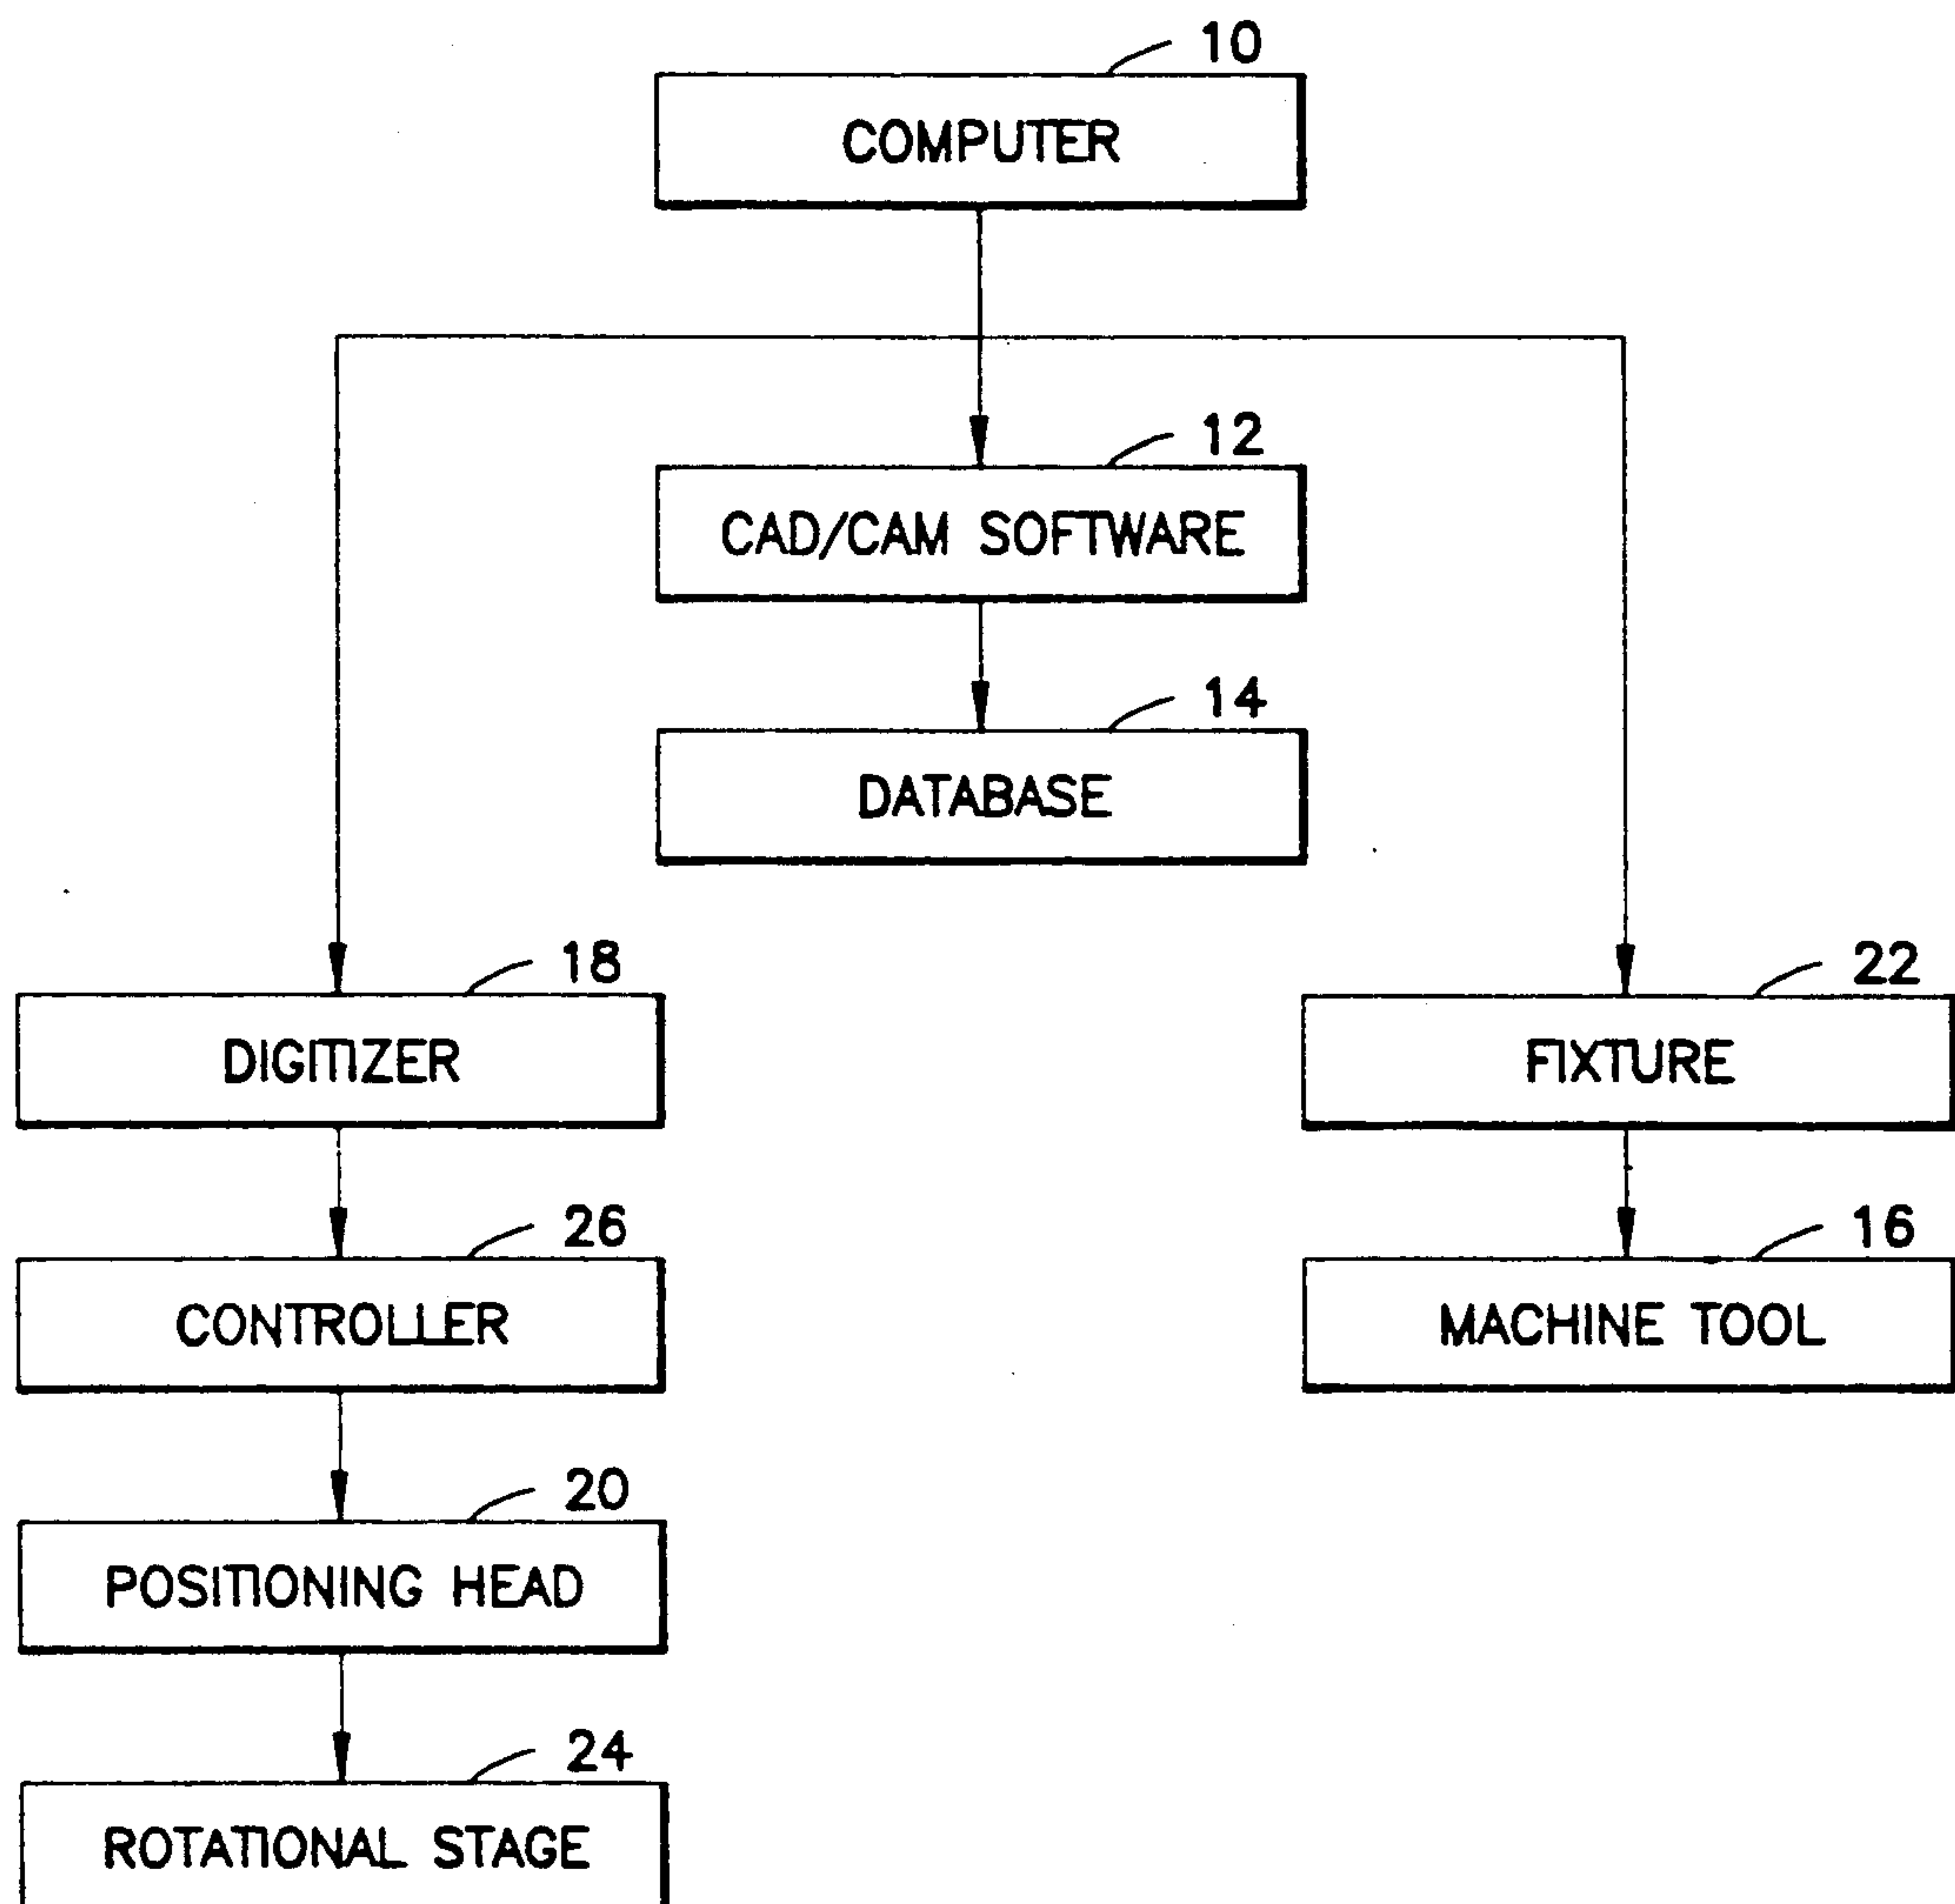 10
COMPUTER
12
CAD/CAM SOFTWARE
14
DATABASE
18
DIGITIZER
22
FIXTURE
26
CONTROLLER
16
MACHINE TOOL
20
POSITIONING HEAD
24
ROTATIONAL STAGE